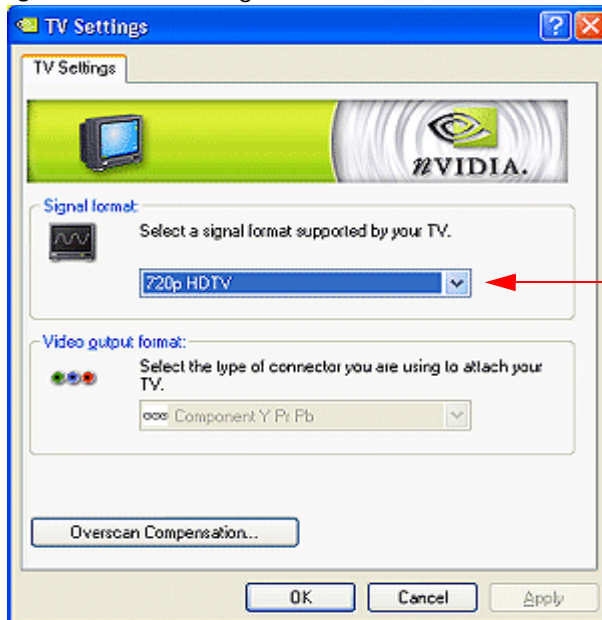 TV Settings
TV Settings
nVIDIA.
Signal format:
Select a signal format supported by your TV.
720p HDTV
Video output format:
Select the type of connector you are using to attach your
TV.
Component Y Pr Pb
Overscan Compensation...
OK Cancel Apply